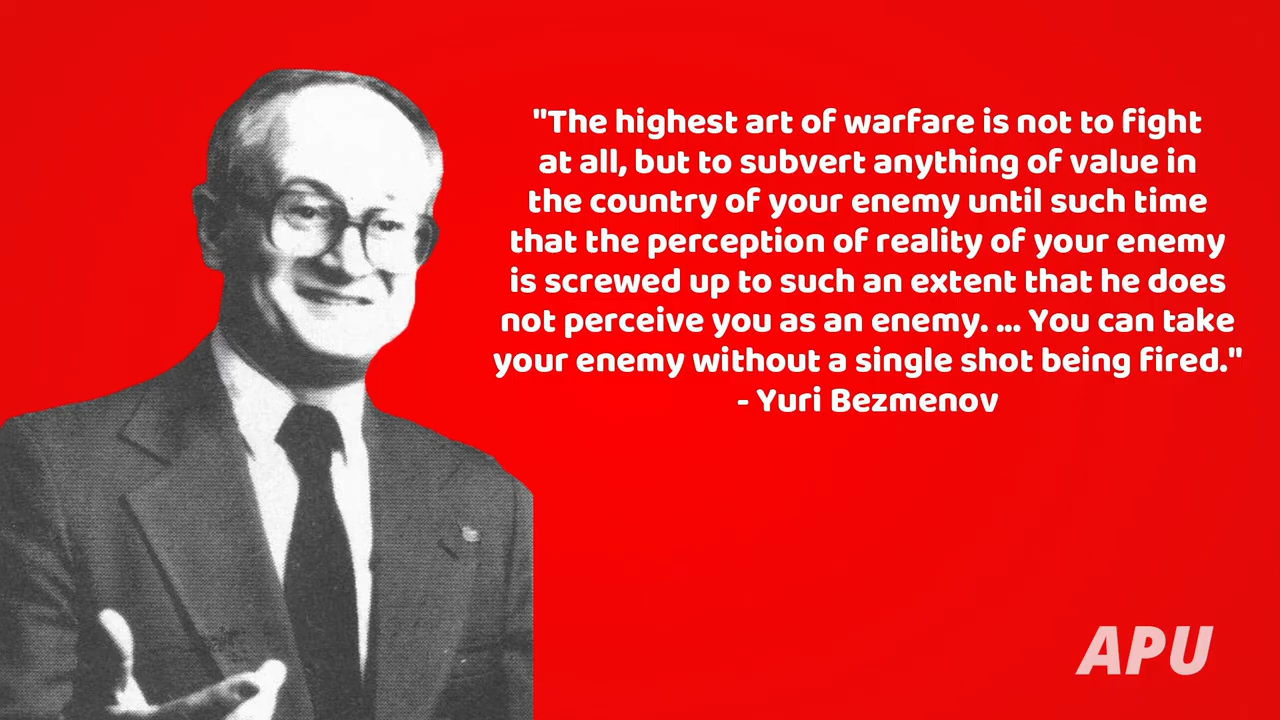 "The highest art of warfare is not to fight
at all, but to subvert anything of value in
the country of your enemy until such time
that the perception of reality of your enemy
is screwed up to such an extent that he does
not perceive you as an enemy. ... You can take
your enemy without a single shot being fired."
- Yuri Bezmenov
APU